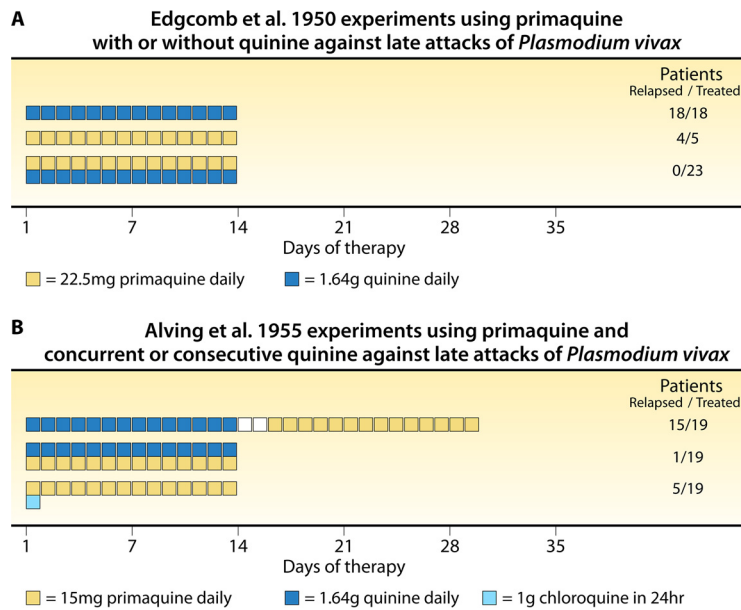 A
Edgcomb et al. 1950 experiments using primaquine
with or without quinine against late attacks of Plasmodium vivax
Patients
Relapsed / Treated
18/18
4/5
0/23
1 7 14 21 28 35
Days of therapy
= 22.5mg primaquine daily = 1.64g quinine daily
B
Alving et al. 1955 experiments using primaquine and
concurrent or consecutive quinine against late attacks of Plasmodium vivax
Patients
Relapsed / Treated
15/19
1/19
5/19
1 7 14 21 28 35
Days of therapy
= 15mg primaquine daily = 1.64g quinine daily = 1g chloroquine in 24hr